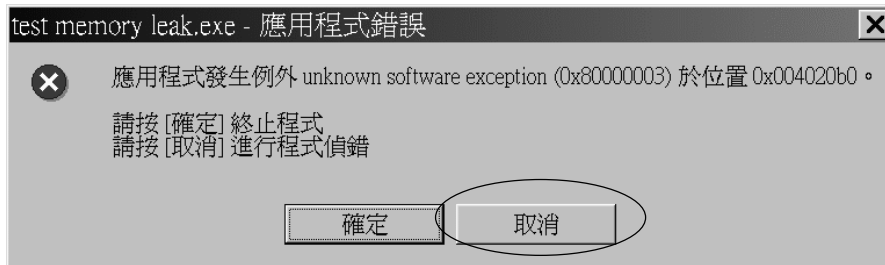 test memory leak.exe - 應用程式錯誤
應用程式發生例外 unknown software exception (0x80000003) 於位置 0x004020b0。
請按 [確定] 終止程式
請按 [取消] 進行程式偵錯
確定 取消